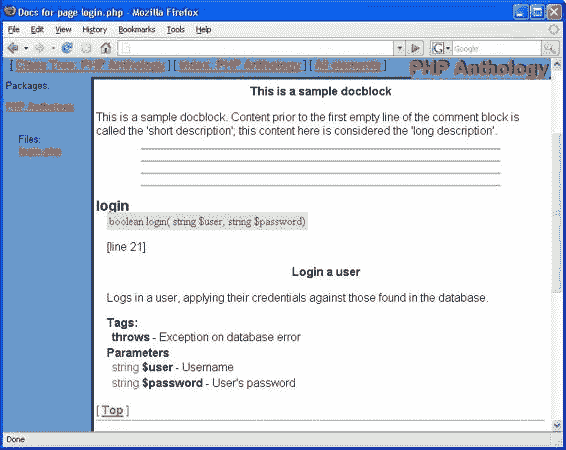 Docs for page login.php - Mozilla Firefox
File Edit View History Bookmarks Tools Help
G Google
[ Class Tree: PHP Anthology ] [ Index: PHP Anthology ] [ All elements ]
PHP Anthology
Packages:
PHP Anthology
Files:
login.php
This is a sample docblock
This is a sample docblock. Content prior to the first empty line of the comment block is
called the 'short description'; this content here is considered the 'long description'.
login
boolean login( string $user, string $password)
[line 21]
Login a user
Logs in a user, applying their credentials against those found in the database.
Tags:
throws - Exception on database error
Parameters
string $user - Username
string $password - User's password
[ Top ]
Done